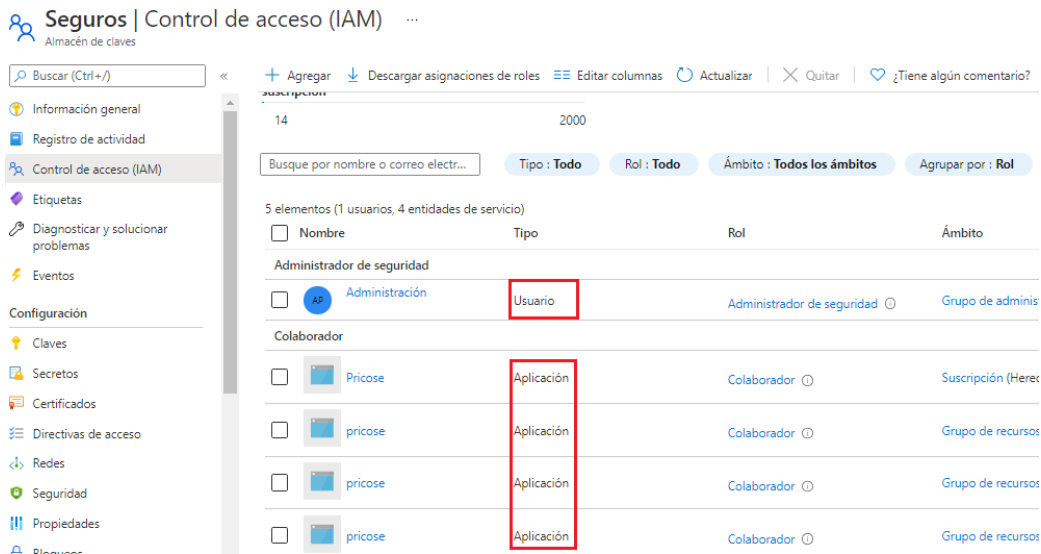 Seguros | Control de acceso (IAM) ...
Almacén de claves
Buscar (Ctrl+/) «
Agregar Descargar asignaciones de roles Editar columnas Actualizar Quitar ¿Tiene algún comentario?
Información general
Registro de actividad
Control de acceso (IAM)
Etiquetas
Diagnosticar y solucionar
problemas
Eventos
Configuración
Claves
Secretos
Certificados
Directivas de acceso
Redes
Seguridad
Propiedades
Bloqueos
suscripción
14 2000
Busque por nombre o correo electr... Tipo : Todo Rol : Todo Ámbito : Todos los ámbitos Agrupar por : Rol
5 elementos (1 usuarios, 4 entidades de servicio)
Nombre Tipo Rol Ámbito
Administrador de seguridad
AP Administración Usuario Administrador de seguridad Grupo de adminis
Colaborador
Pricose Aplicación Colaborador Suscripción (Here
pricose Aplicación Colaborador Grupo de recursos
pricose Aplicación Colaborador Grupo de recursos
pricose Aplicación Colaborador Grupo de recursos